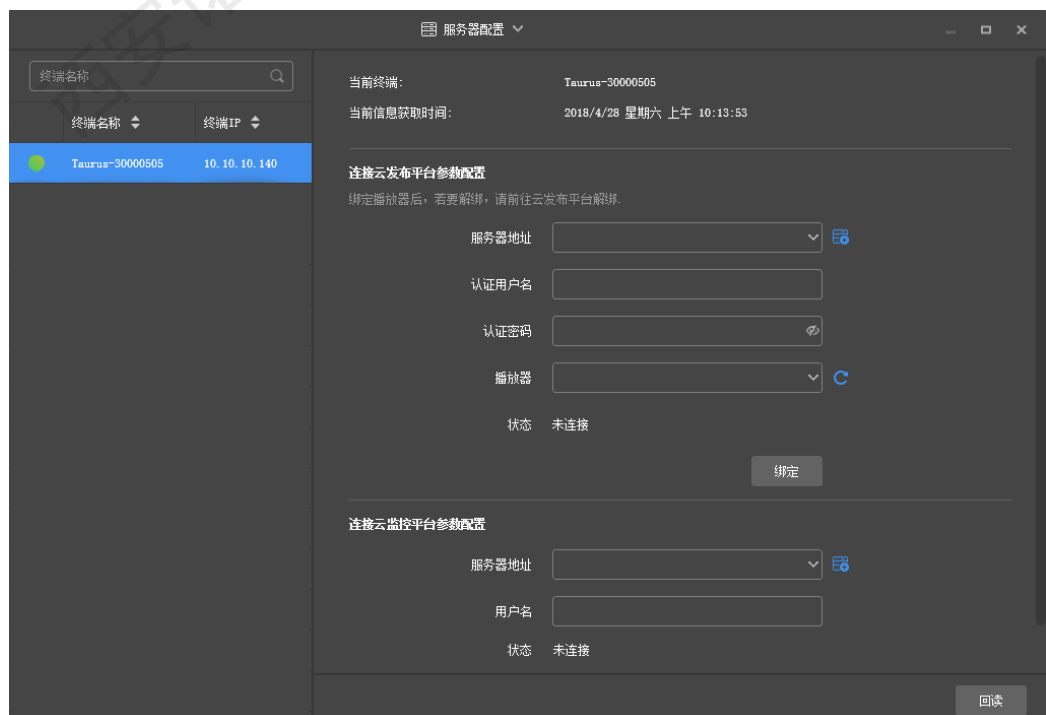 服务器配置
终端名称
终端名称 终端IP
Taurus-30000505 10.10.10.140
当前终端: Taurus-30000505
当前信息获取时间: 2018/4/28 星期六 上午 10:13:53
连接云发布平台参数配置
绑定播放器后，若要解绑，请前往云发布平台解绑.
服务器地址
认证用户名
认证密码
播放器
状态 未连接
绑定
连接云监控平台参数配置
服务器地址
用户名
状态 未连接
回读
西安诺